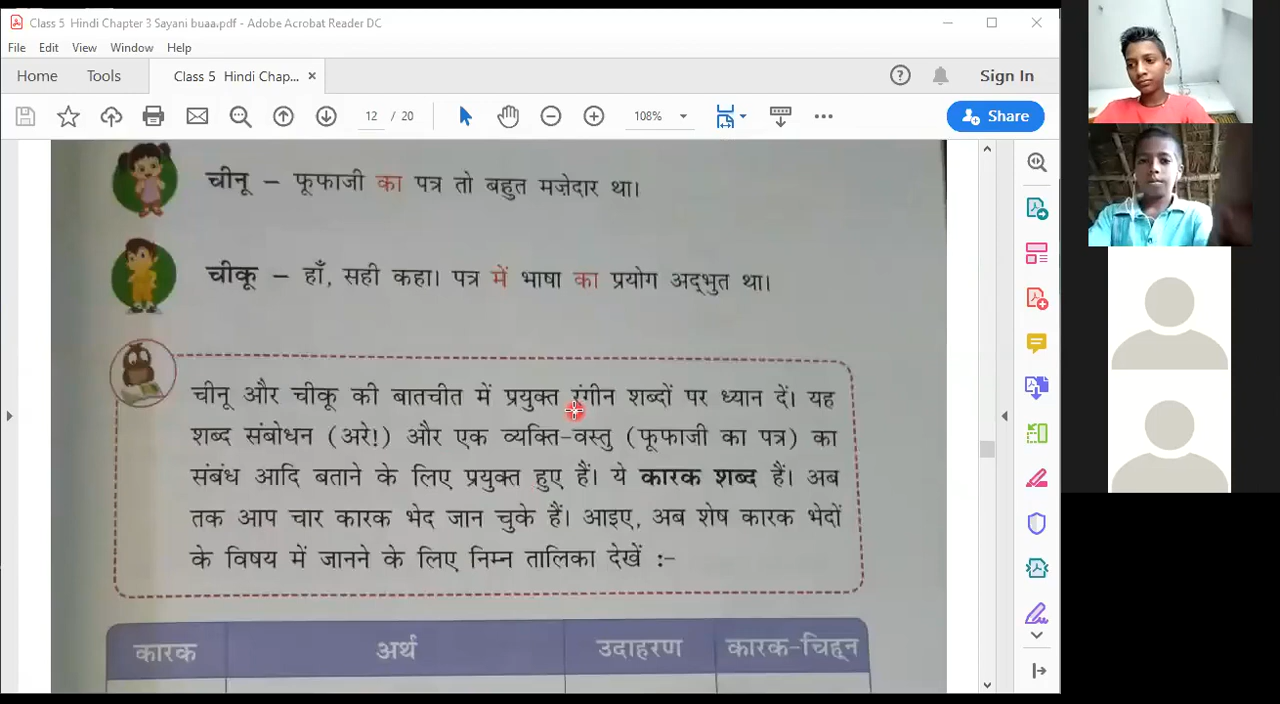 Class 5 Hindi Chapter 3 Sayani buaa.pdf - Adobe Acrobat Reader DC
File Edit View Window Help
Home Tools Class 5 Hindi Chap... × Sign In
12 / 20 108% Share
चीनू – फूफाजी का पत्र तो बहुत मज़ेदार था।
चीकू – हाँ, सही कहा। पत्र में भाषा का प्रयोग अद्भुत था।
चीनू और चीकू की बातचीत में प्रयुक्त रंगीन शब्दों पर ध्यान दें। यह
शब्द संबोधन (अरे!) और एक व्यक्ति-वस्तु (फूफाजी का पत्र) का
संबंध आदि बताने के लिए प्रयुक्त हुए हैं। ये कारक शब्द हैं। अब
तक आप चार कारक भेद जान चुके हैं। आइए, अब शेष कारक भेदों
के विषय में जानने के लिए निम्न तालिका देखें :-
कारक अर्थ उदाहरण कारक-चिह्न